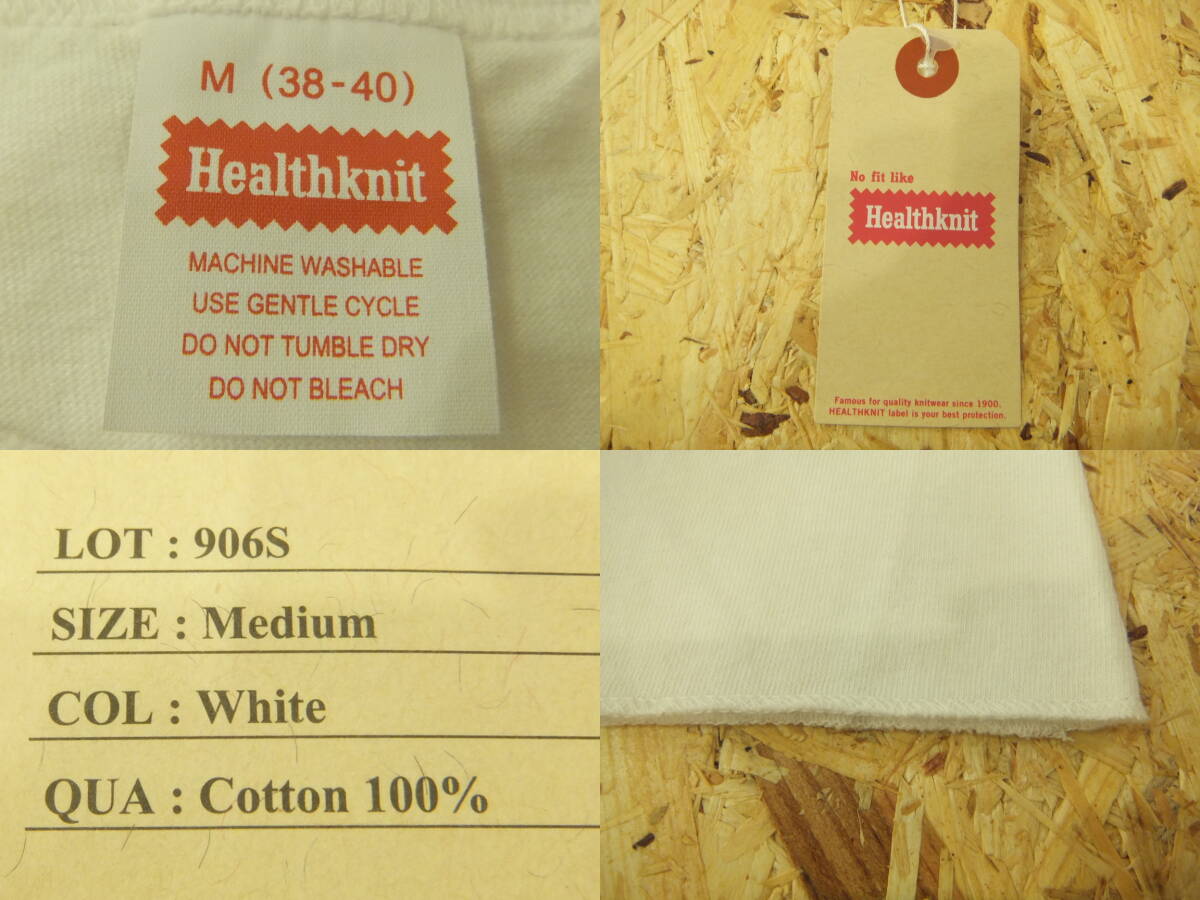 M (38-40)
Healthknit
MACHINE WASHABLE
USE GENTLE CYCLE
DO NOT TUMBLE DRY
DO NOT BLEACH
No fit like
Healthknit
Famous for quality knitwear since 1900.
HEALTHKNIT label is your best protection.
LOT : 906S
SIZE : Medium
COL : White
QUA : Cotton 100%